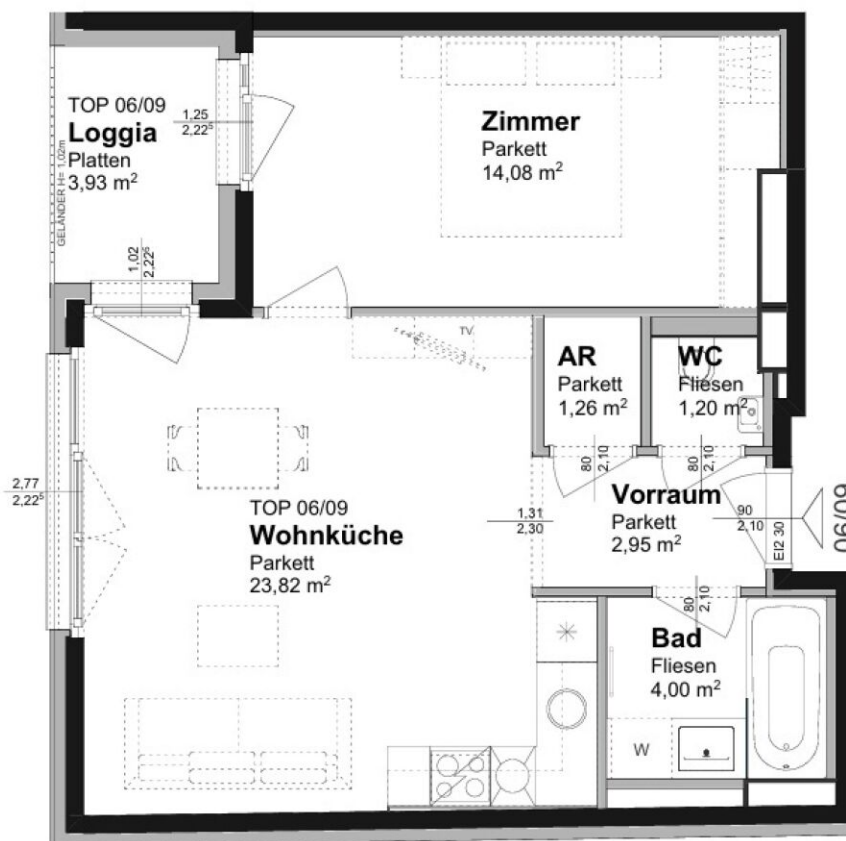 TOP 06/09
Loggia
Platten
3,93 m²
GELÄNDER H= 1,02m
1,25
2,22⁵
1,02
2,22⁵
Zimmer
Parkett
14,08 m²
TV
AR
Parkett
1,26 m²
80
2,10
WC
Fliesen
1,20 m²
80
2,10
2,77
2,22⁵
TOP 06/09
Wohnküche
Parkett
23,82 m²
1,31
2,30
Vorraum
Parkett
2,95 m²
90
2,10
EI2 30
06/09
80
2,10
Bad
Fliesen
4,00 m²
W